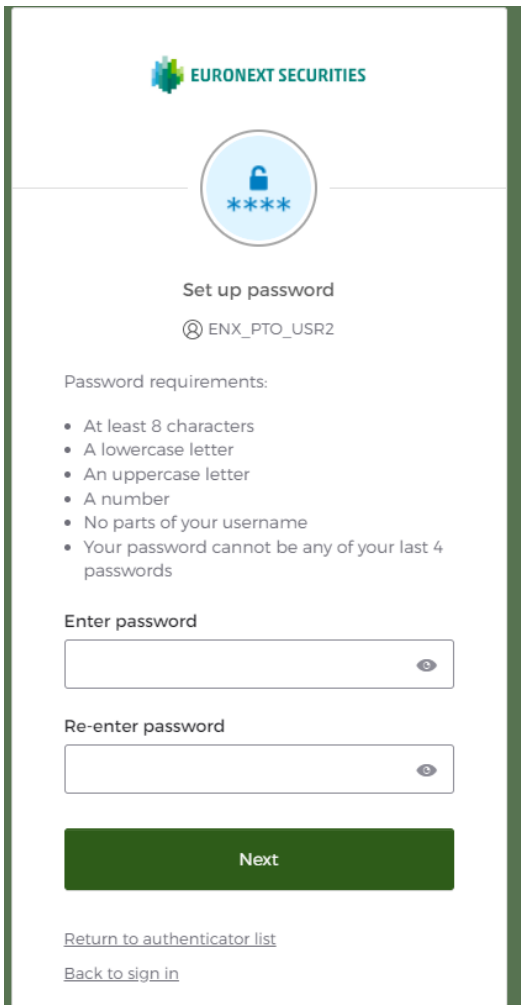 EURONEXT SECURITIES
****
Set up password
ENX_PTO_USR2
Password requirements:
• At least 8 characters
• A lowercase letter
• An uppercase letter
• A number
• No parts of your username
• Your password cannot be any of your last 4
passwords
Enter password
Re-enter password
Next
Return to authenticator list
Back to sign in